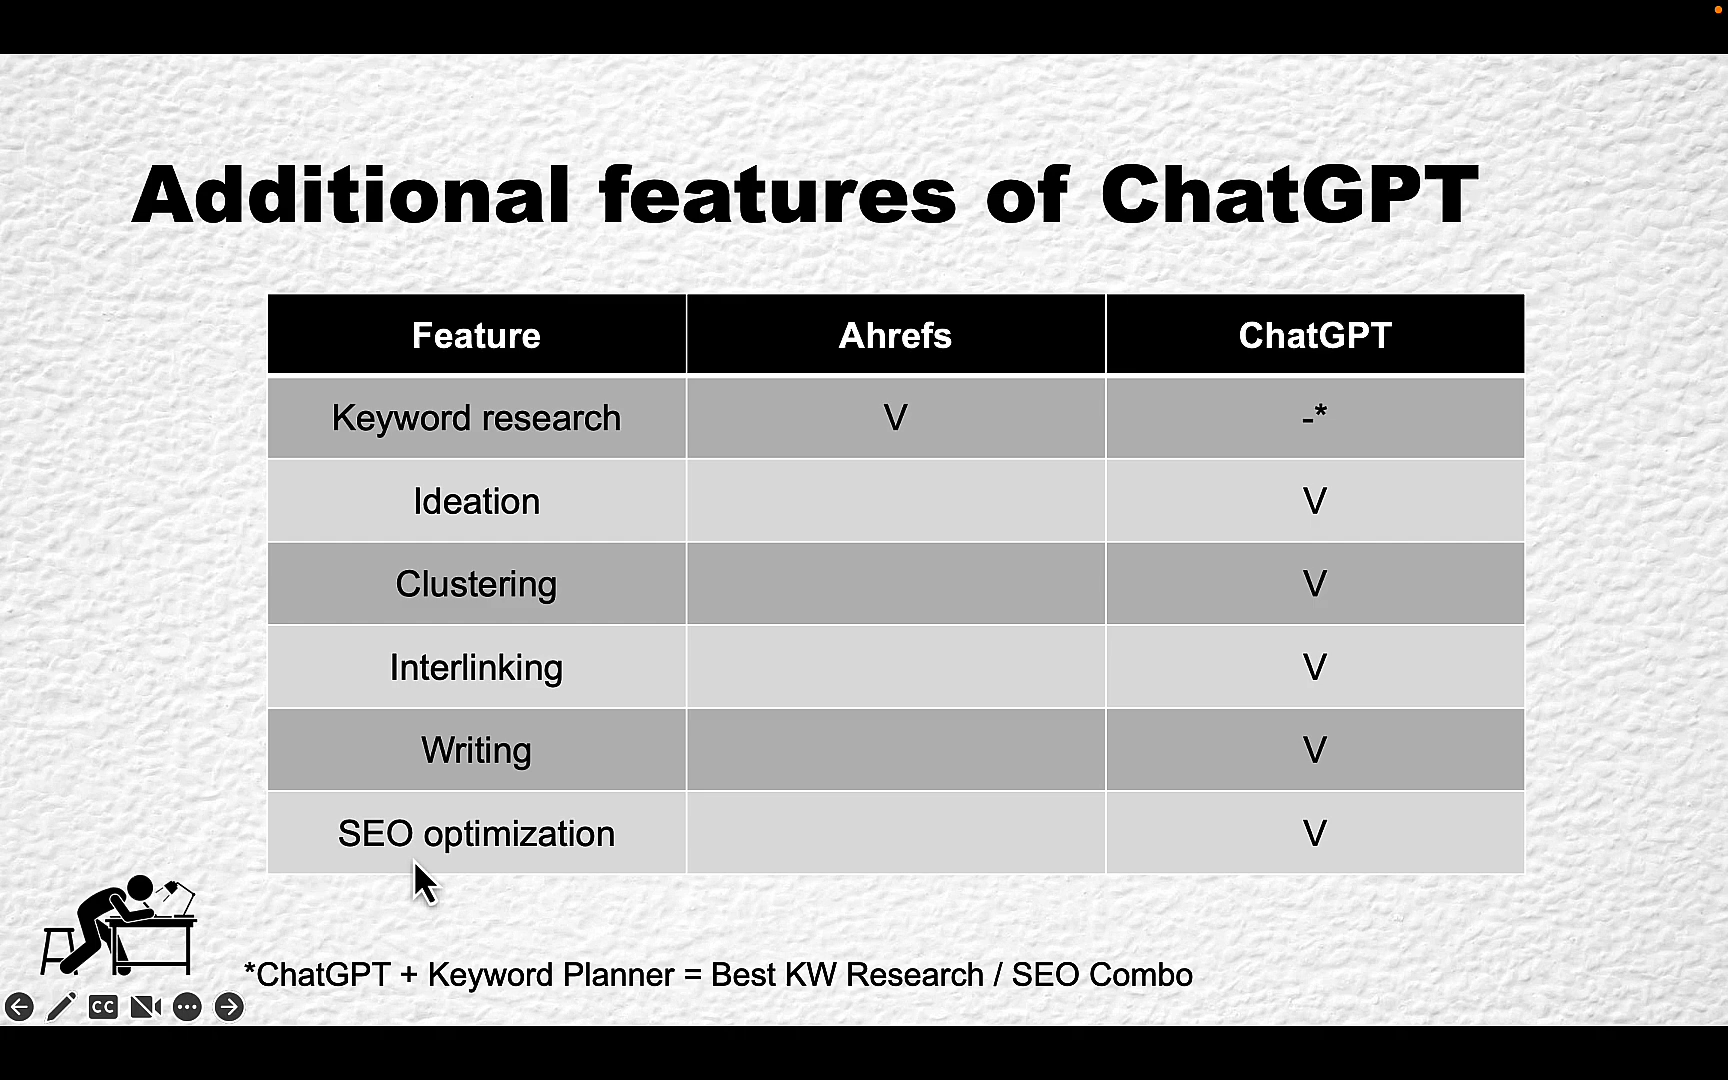 Additional features of ChatGPT
Feature Ahrefs ChatGPT
Keyword research V -*
Ideation V
Clustering V
Interlinking V
Writing V
SEO optimization V
*ChatGPT + Keyword Planner = Best KW Research / SEO Combo
CC